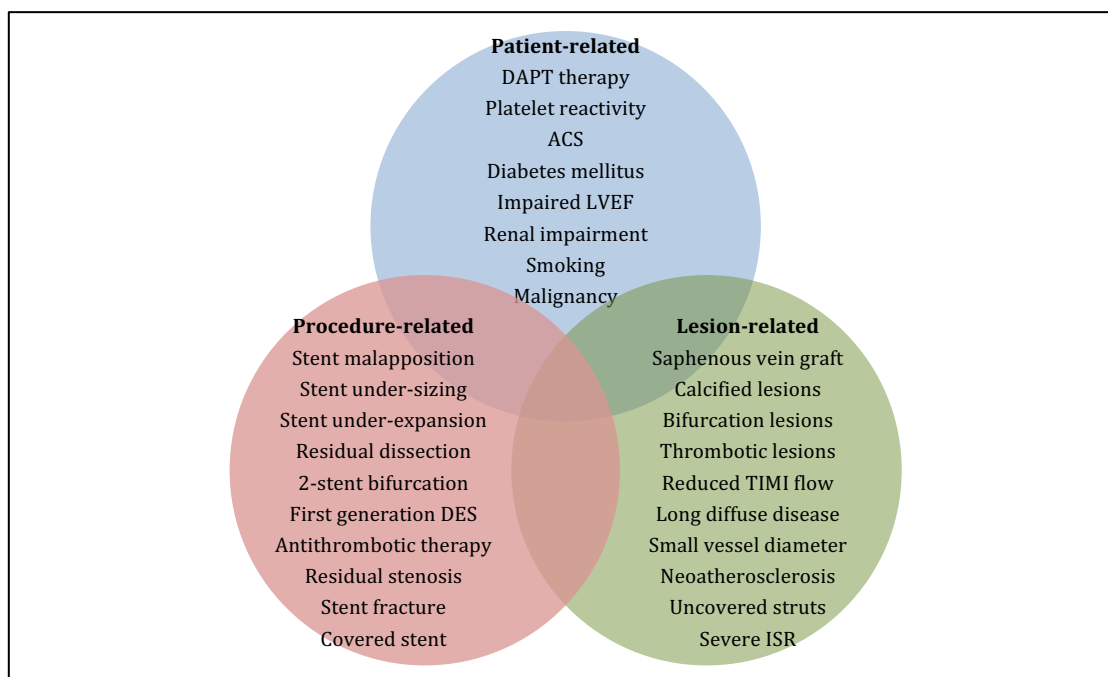 Patient-related
DAPT therapy
Platelet reactivity
ACS
Diabetes mellitus
Impaired LVEF
Renal impairment
Smoking
Malignancy
Procedure-related
Stent malapposition
Stent under-sizing
Stent under-expansion
Residual dissection
2-stent bifurcation
First generation DES
Antithrombotic therapy
Residual stenosis
Stent fracture
Covered stent
Lesion-related
Saphenous vein graft
Calcified lesions
Bifurcation lesions
Thrombotic lesions
Reduced TIMI flow
Long diffuse disease
Small vessel diameter
Neoatherosclerosis
Uncovered struts
Severe ISR